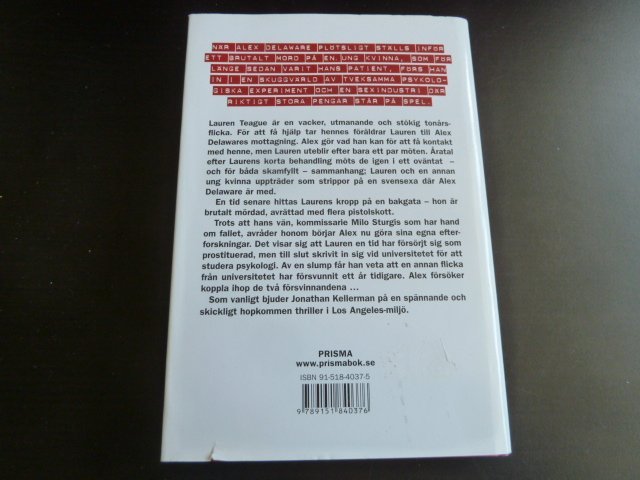 NÄR ALEX DELAWARE PLÖTSLIGT STÄLLS INFÖR
ETT BRUTALT MORD PÅ EN UNG KVINNA, SOM FÖR
LÄNGE SEDAN VARIT HANS PATIENT, FÖRS HAN
IN I EN SKUGGVÄRLD AV TVEKSAMMA PSYKOLO-
GISKA EXPERIMENT OCH EN SEXINDUSTRI DÄR
RIKTIGT STORA PENGAR STÅR PÅ SPEL.
Lauren Teague är en vacker, utmanande och stökig tonårs-
flicka. För att få hjälp tar hennes föräldrar Lauren till Alex
Delawares mottagning. Alex gör vad han kan för att få kontakt
med henne, men Lauren uteblir efter bara ett par möten. Åratal
efter Laurens korta behandling möts de igen i ett oväntat –
och för båda skamfyllt – sammanhang; Lauren och en annan
ung kvinna uppträder som strippor på en svensexa där Alex
Delaware är med.
En tid senare hittas Laurens kropp på en bakgata – hon är
brutalt mördad, avrättad med flera pistolskott.
Trots att hans vän, kommissarie Milo Sturgis som har hand
om fallet, avråder honom börjar Alex nu göra sina egna efter-
forskningar. Det visar sig att Lauren en tid har försörjt sig som
prostituerad, men till slut skrivit in sig vid universitetet för att
studera psykologi. Av en slump får han veta att en annan flicka
från universitetet har försvunnit ett år tidigare. Alex försöker
koppla ihop de två försvinnandena ...
Som vanligt bjuder Jonathan Kellerman på en spännande och
skickligt hopkommen thriller i Los Angeles-miljö.
PRISMA
www.prismabok.se
ISBN 91-518-4037-5
9 789151 840376